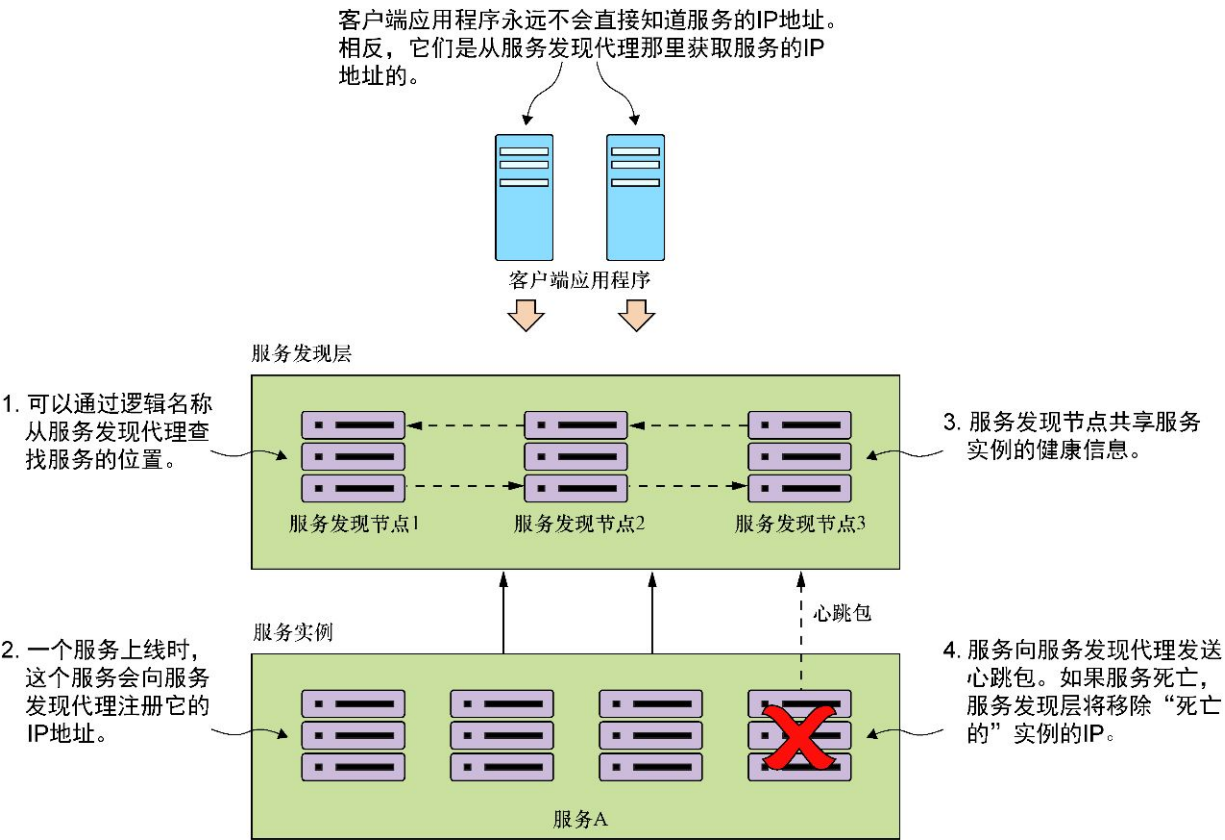 客户端应用程序永远不会直接知道服务的IP地址。
相反，它们是从服务发现代理那里获取服务的IP
地址的。
客户端应用程序
服务发现层
1. 可以通过逻辑名称
从服务发现代理查
找服务的位置。
3. 服务发现节点共享服务
实例的健康信息。
服务发现节点1
服务发现节点2
服务发现节点3
心跳包
服务实例
2. 一个服务上线时，
这个服务会向服务
发现代理注册它的
IP地址。
4. 服务向服务发现代理发送
心跳包。如果服务死亡，
服务发现层将移除“死亡
的”实例的IP。
服务A